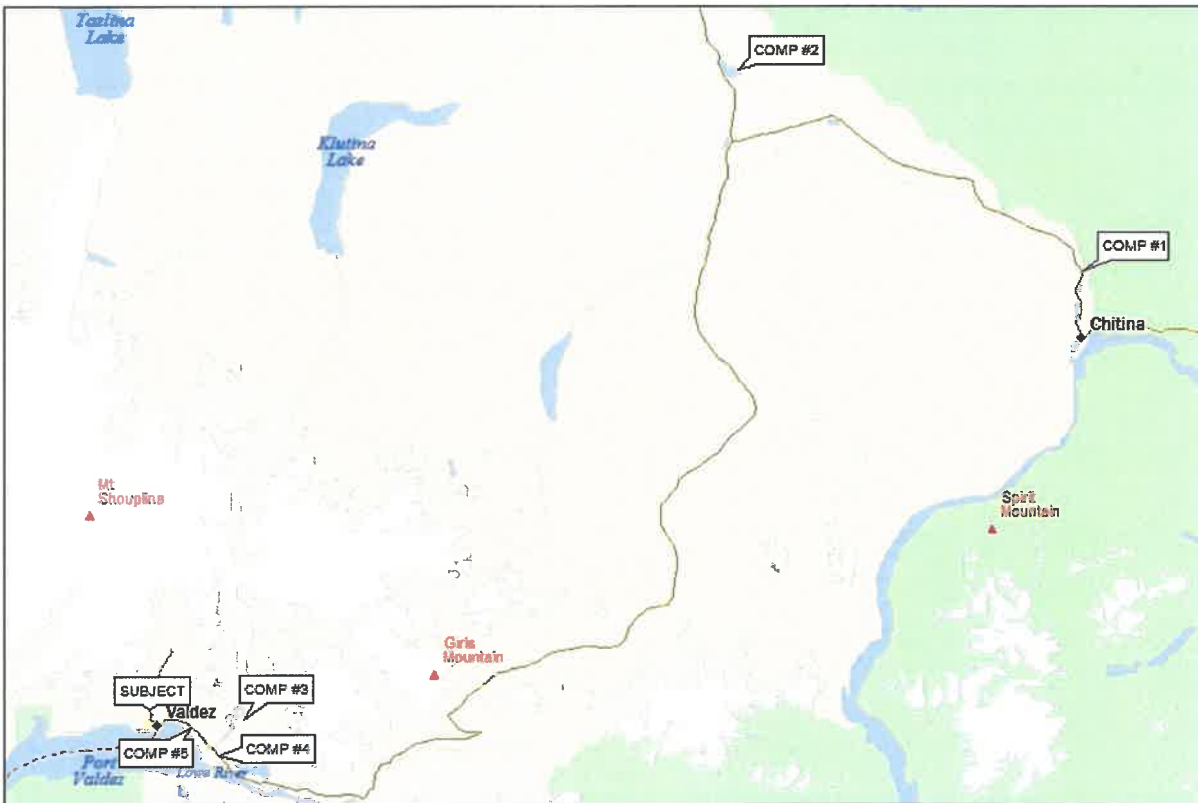 Tazlina
Lake
COMP #2
Klutina
Lake
COMP #1
Chitina
Mt
Shouplina
Spirit
Mountain
Girls
Mountain
SUBJECT
COMP #3
Valdez
COMP #5
COMP #4
Port
Valdez
Lowe River